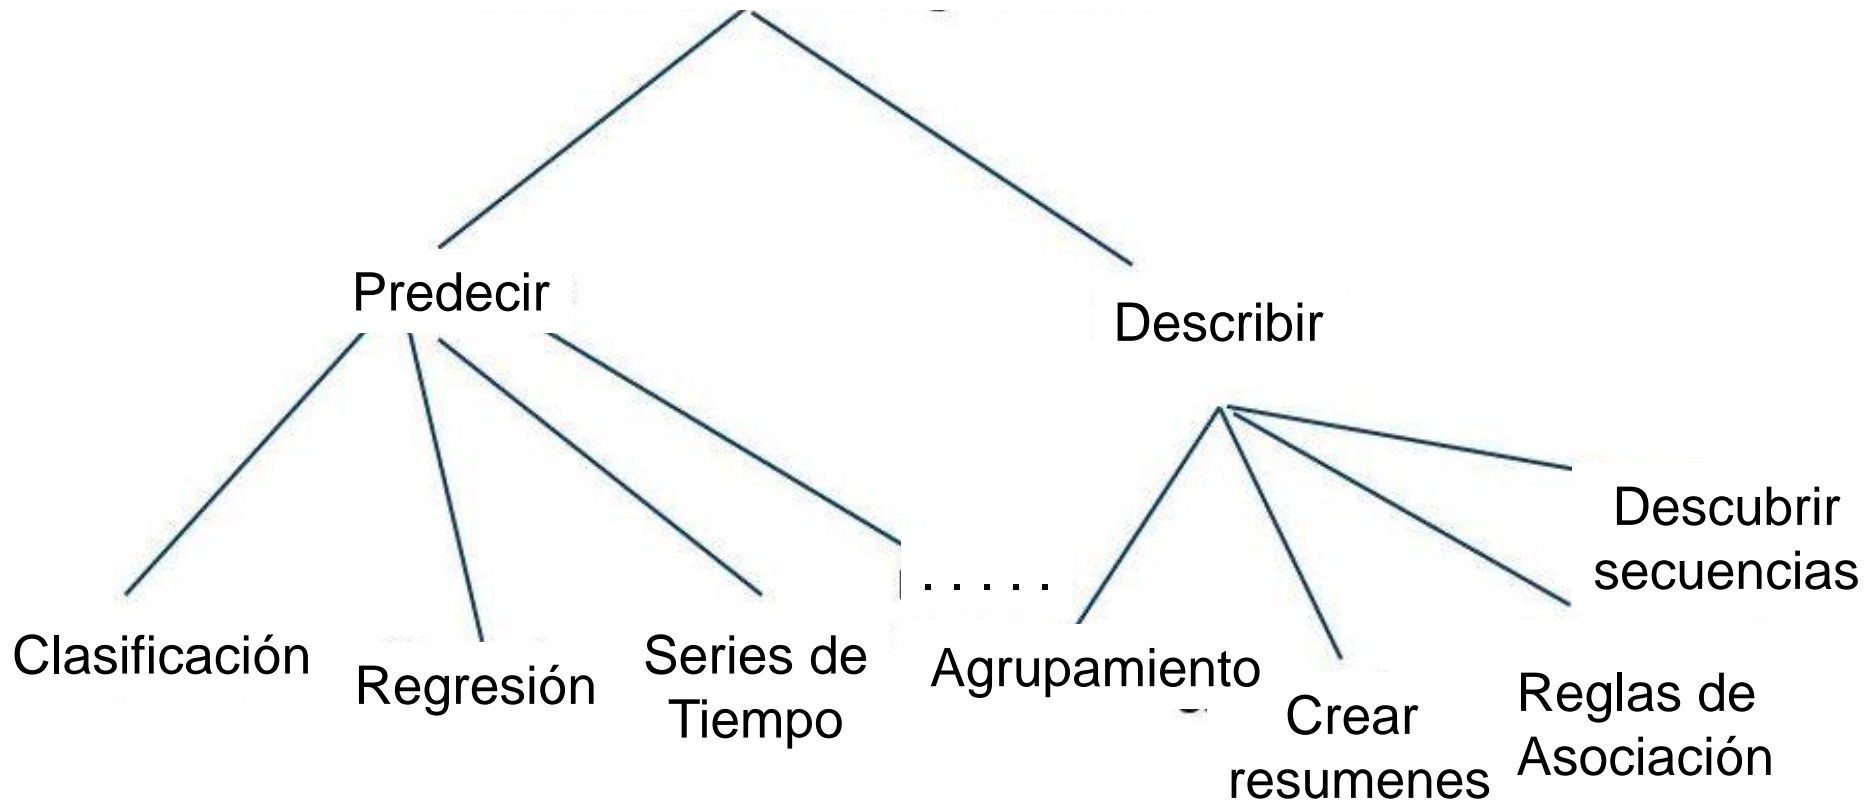 Predecir
Describir
Clasificación
Regresión
Series de
Tiempo
. . . . .
Agrupamiento
Crear
resumenes
Reglas de
Asociación
Descubrir
secuencias